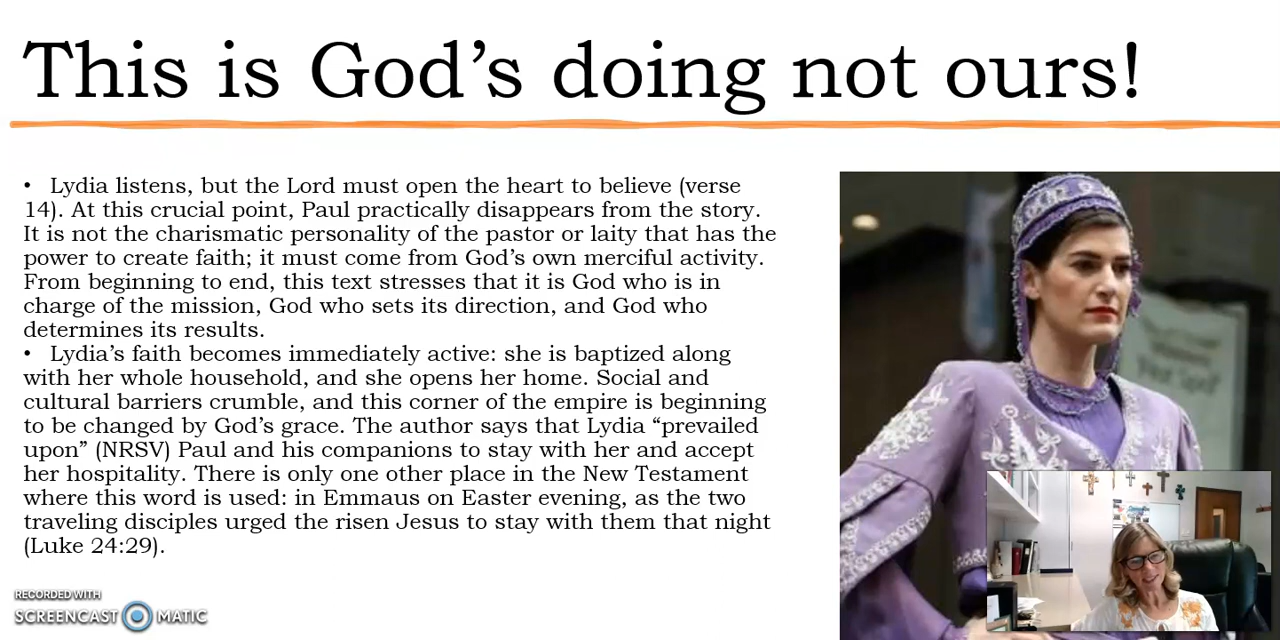 This is God’s doing not ours!
• Lydia listens, but the Lord must open the heart to believe (verse
14). At this crucial point, Paul practically disappears from the story.
It is not the charismatic personality of the pastor or laity that has the
power to create faith; it must come from God’s own merciful activity.
From beginning to end, this text stresses that it is God who is in
charge of the mission, God who sets its direction, and God who
determines its results.
• Lydia’s faith becomes immediately active: she is baptized along
with her whole household, and she opens her home. Social and
cultural barriers crumble, and this corner of the empire is beginning
to be changed by God’s grace. The author says that Lydia “prevailed
upon” (NRSV) Paul and his companions to stay with her and accept
her hospitality. There is only one other place in the New Testament
where this word is used: in Emmaus on Easter evening, as the two
traveling disciples urged the risen Jesus to stay with them that night
(Luke 24:29).
RECORDED WITH
SCREENCAST MATIC